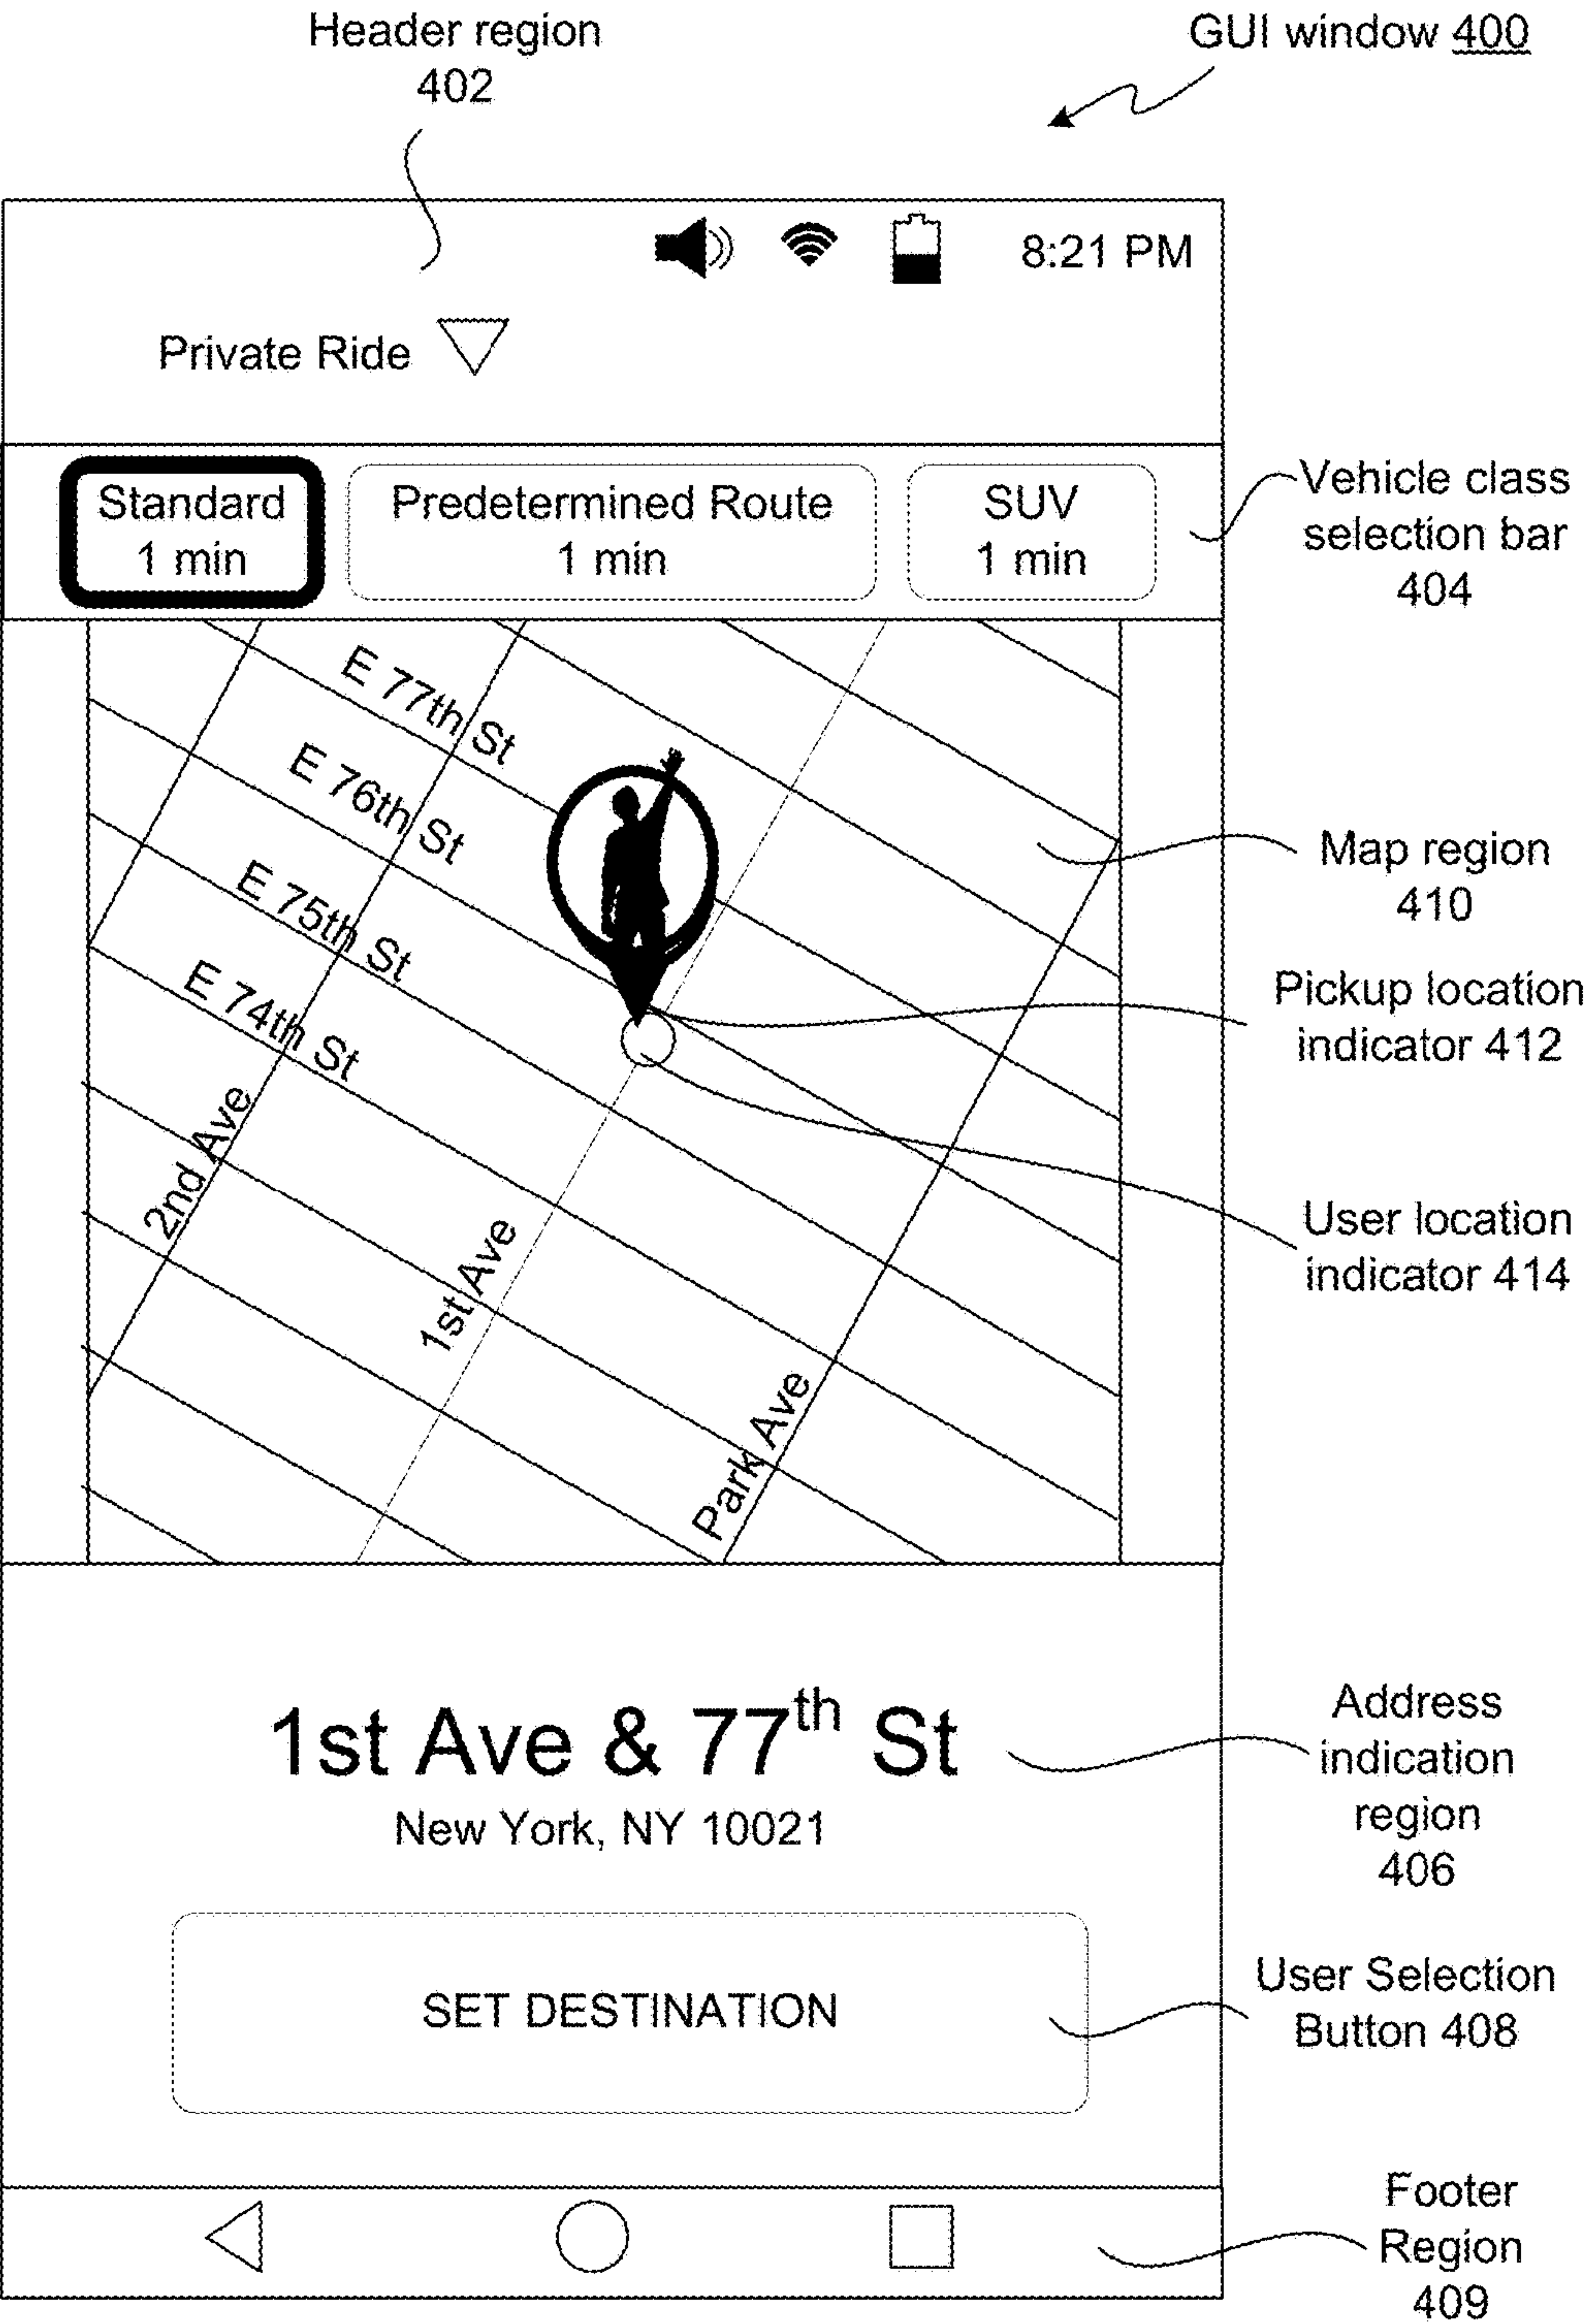 Header region
402
GUI window 400
8:21 PM
Private Ride
Standard
1 min
Predetermined Route
1 min
SUV
1 min
Vehicle class
selection bar
404
E 77th St
E 76th St
E 75th St
E 74th St
2nd Ave
1st Ave
Park Ave
Map region
410
Pickup location
indicator 412
User location
indicator 414
1st Ave & 77th St
New York, NY 10021
Address
indication
region
406
SET DESTINATION
User Selection
Button 408
Footer
Region
409